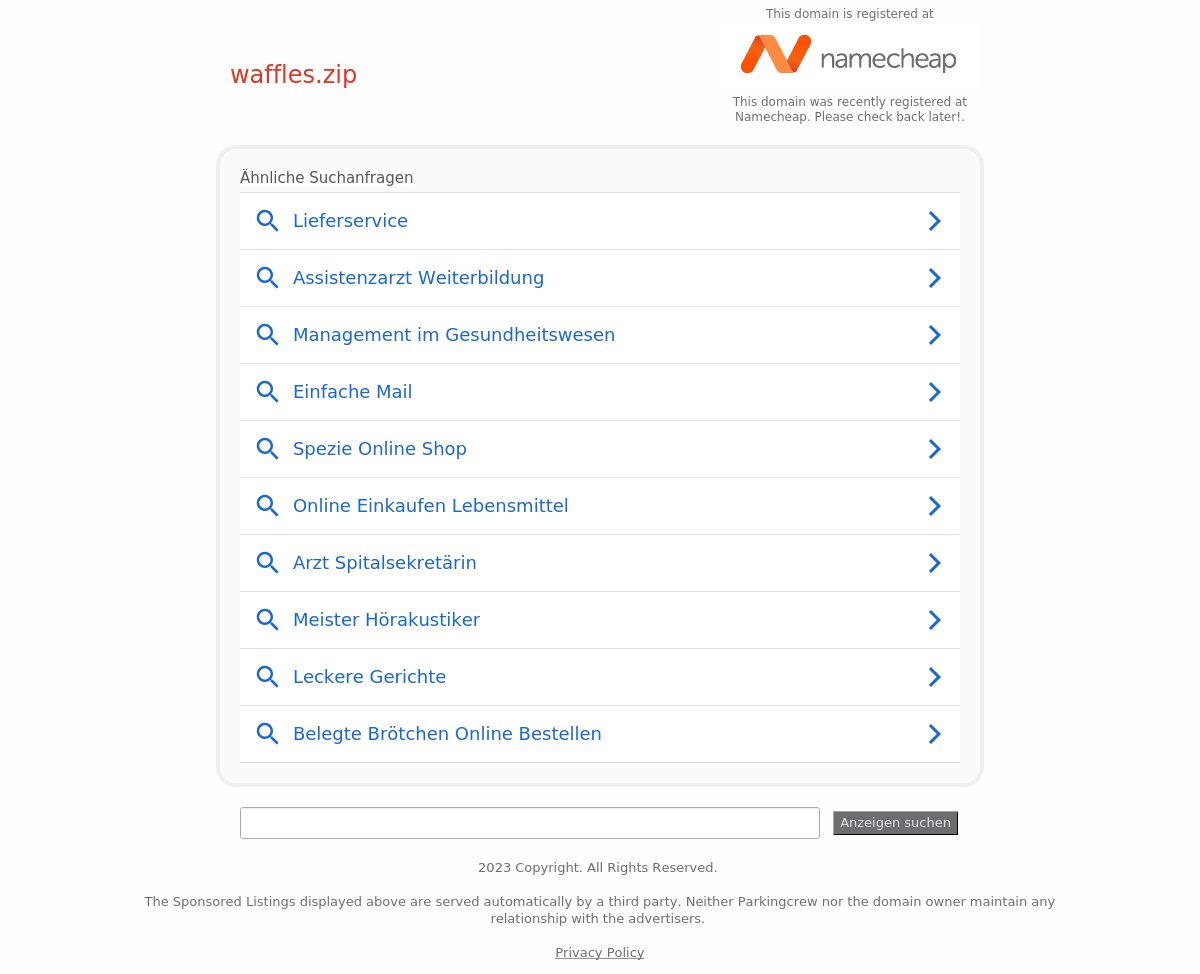 This domain is registered at
namecheap
waffles.zip
This domain was recently registered at
Namecheap. Please check back later!.
Ähnliche Suchanfragen
Lieferservice
Assistenzarzt Weiterbildung
Management im Gesundheitswesen
Einfache Mail
Spezie Online Shop
Online Einkaufen Lebensmittel
Arzt Spitalsekretärin
Meister Hörakustiker
Leckere Gerichte
Belegte Brötchen Online Bestellen
Anzeigen suchen
2023 Copyright. All Rights Reserved.
The Sponsored Listings displayed above are served automatically by a third party. Neither Parkingcrew nor the domain owner maintain any
relationship with the advertisers.
Privacy Policy